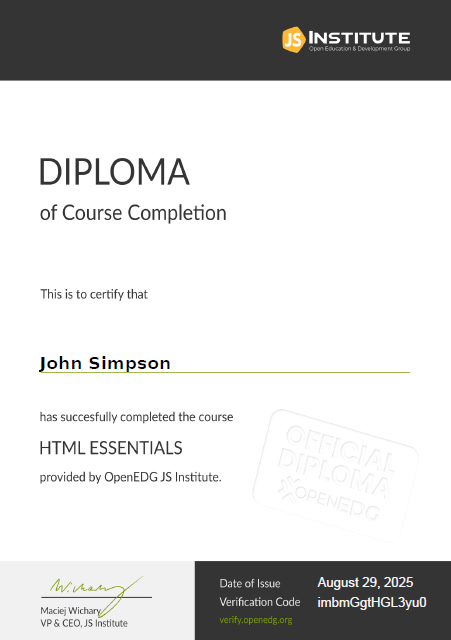 JS INSTITUTE
Open Education & Development Group
DIPLOMA
of Course Completion
This is to certify that
John Simpson
has succesfully completed the course
HTML ESSENTIALS
provided by OpenEDG JS Institute.
OFFICIAL
DIPLOMA
OPENEDG
W.Wichary
Maciej Wichary
VP & CEO, JS Institute
Date of Issue August 29, 2025
Verification Code imbmGgtHGL3yu0
verify.openedg.org